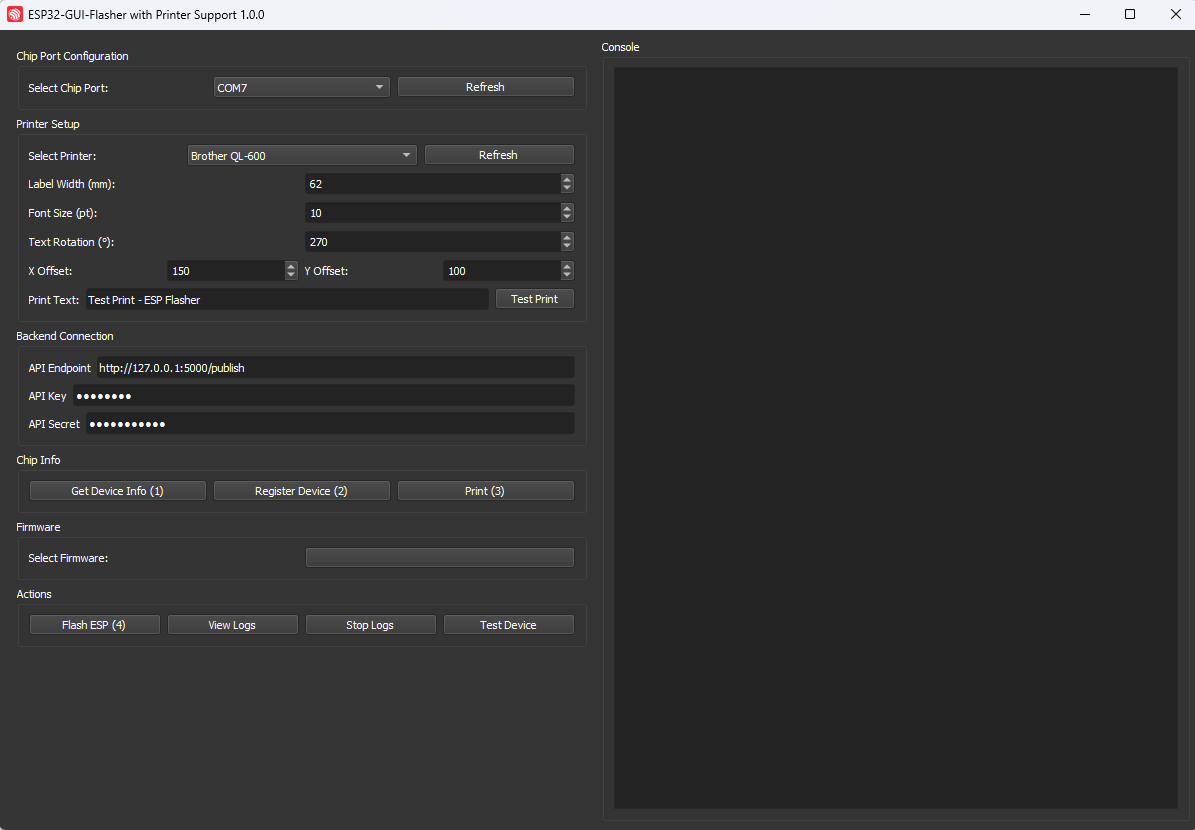 ESP32-GUI-Flasher with Printer Support 1.0.0
Chip Port Configuration
Select Chip Port: COM7 Refresh
Printer Setup
Select Printer: Brother QL-600 Refresh
Label Width (mm): 62
Font Size (pt): 10
Text Rotation (°): 270
X Offset: 150 Y Offset: 100
Print Text: Test Print - ESP Flasher Test Print
Backend Connection
API Endpoint http://127.0.0.1:5000/publish
API Key ●●●●●●●●
API Secret ●●●●●●●●●●●
Chip Info
Get Device Info (1) Register Device (2) Print (3)
Firmware
Select Firmware:
Actions
Flash ESP (4) View Logs Stop Logs Test Device
Console